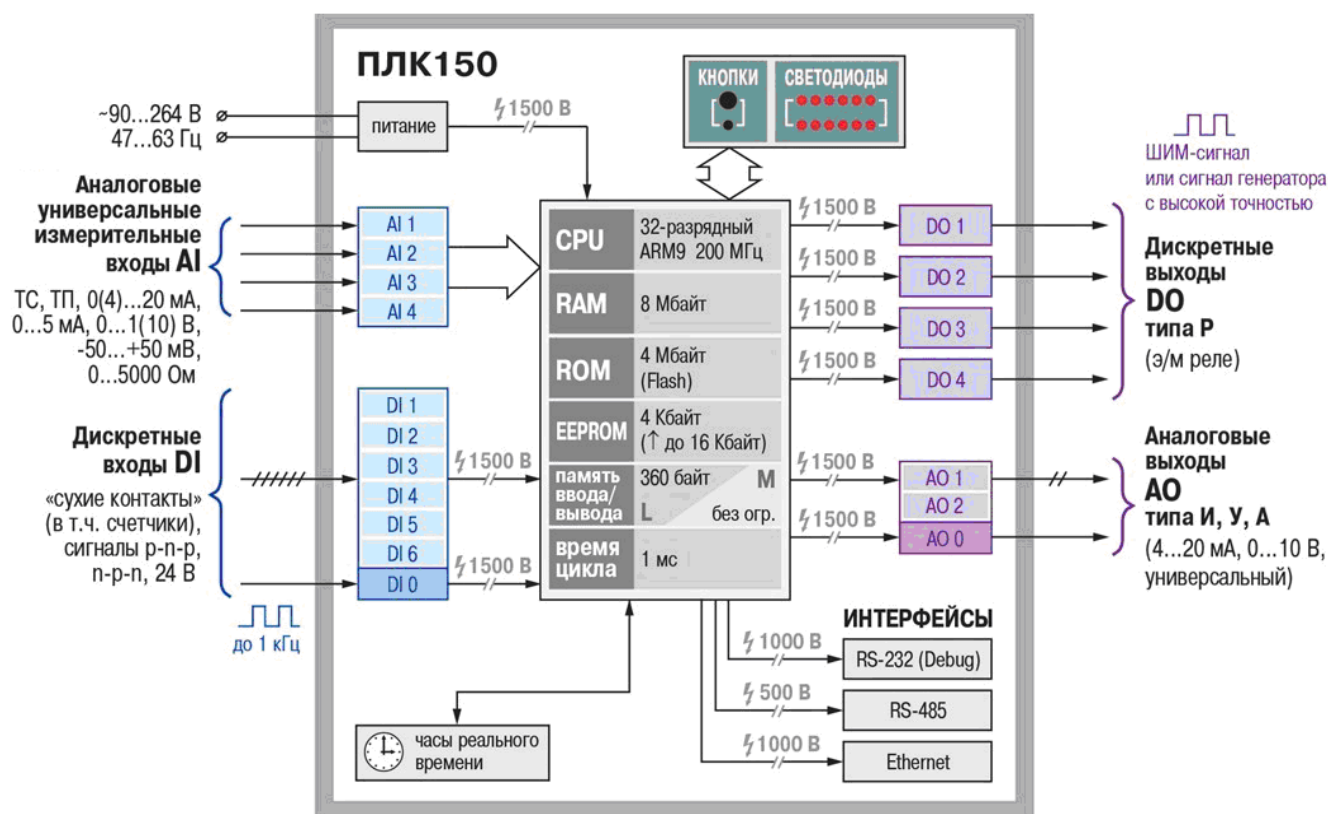 ПЛК150
~90...264 В
47...63 Гц
питание
1500 В
КНОПКИ
СВЕТОДИОДЫ
Аналоговые
универсальные
измерительные
входы AI
ТС, ТП, 0(4)...20 мА,
0...5 мА, 0...1(10) В,
-50...+50 мВ,
0...5000 Ом
AI 1
AI 2
AI 3
AI 4
Дискретные
входы DI
«сухие контакты»
(в т.ч. счетчики),
сигналы p-n-p,
n-p-n, 24 В
до 1 кГц
DI 1
DI 2
DI 3
DI 4
DI 5
DI 6
DI 0
1500 В
1500 В
CPU
32-разрядный
ARM9 200 МГц
RAM
8 Мбайт
ROM
4 Мбайт
(Flash)
EEPROM
4 Кбайт
(↑ до 16 Кбайт)
память
ввода/
вывода
360 байт
L
M
без огр.
время
цикла
1 мс
часы реального
времени
1500 В
1500 В
1500 В
1500 В
DO 1
DO 2
DO 3
DO 4
ШИМ-сигнал
или сигнал генератора
с высокой точностью
Дискретные
выходы
DO
типа Р
(э/м реле)
1500 В
1500 В
AO 1
AO 2
AO 0
Аналоговые
выходы
AO
типа И, У, А
(4...20 мА, 0...10 В,
универсальный)
ИНТЕРФЕЙСЫ
1000 В
RS-232 (Debug)
500 В
RS-485
1000 В
Ethernet